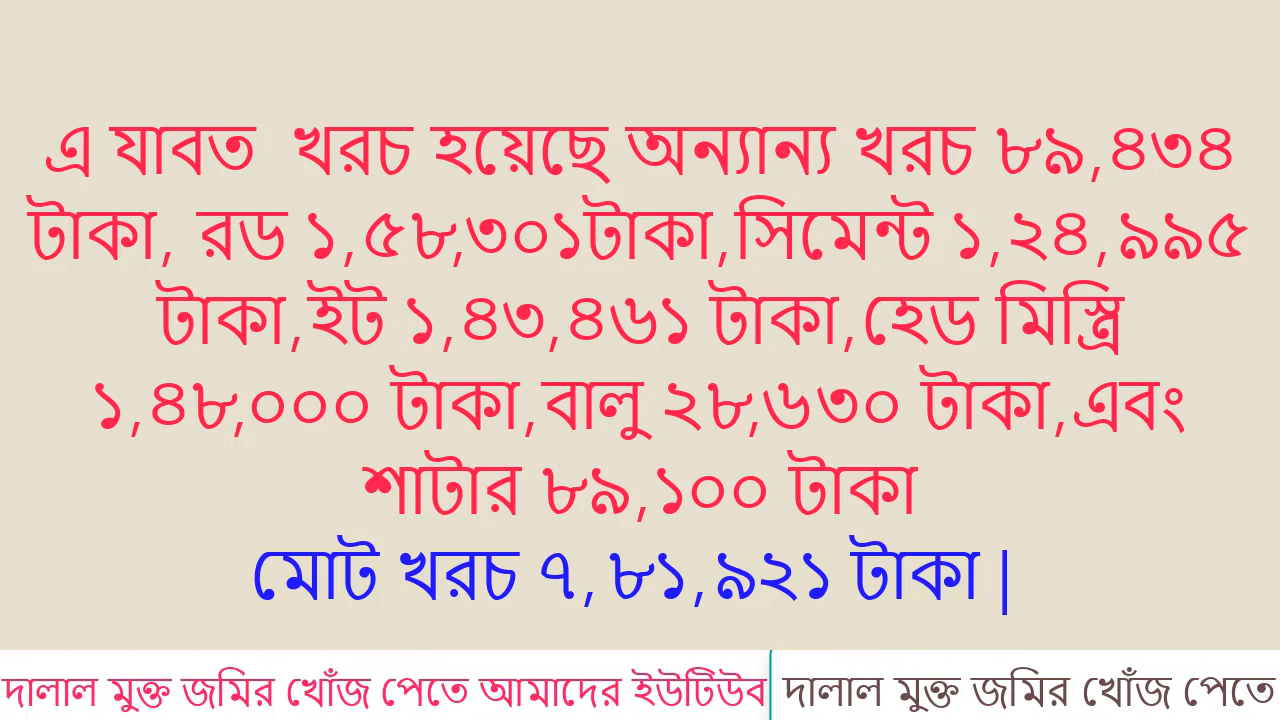 এ যাবত  খরচ হয়েছে অন্যান্য খরচ ৮৯,৪৩৪
টাকা, রড ১,৫৮,৩০১টাকা,সিমেন্ট ১,২৪,৯৯৫
টাকা,ইট ১,৪৩,৪৬১ টাকা,হেড মিস্ত্রি
১,৪৮,০০০ টাকা,বালু ২৮,৬৩০ টাকা,এবং
শাটার ৮৯,১০০ টাকা
মোট খরচ ৭,৮১,৯২১ টাকা|
দালাল মুক্ত জমির খোঁজ পেতে আমাদের ইউটিউব দালাল মুক্ত জমির খোঁজ পেতে